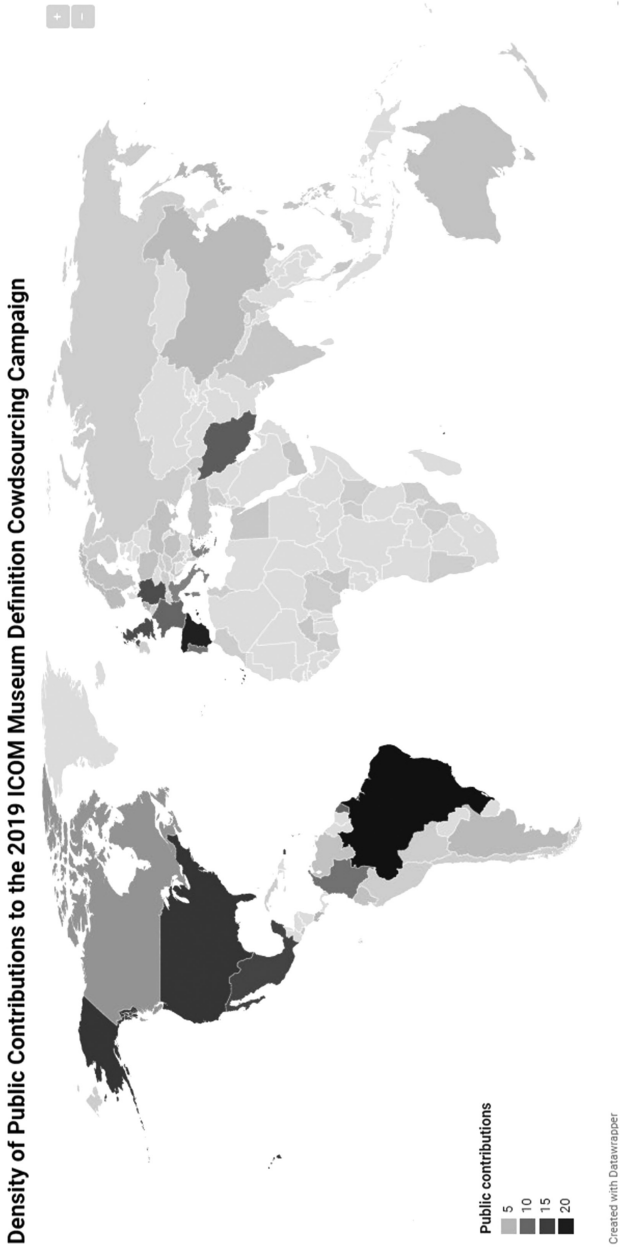 Density of Public Contributions to the 2019 ICOM Museum Definition Cowdsourcing Campaign
+
−
Public contributions
5
10
15
20
Created with Datawrapper